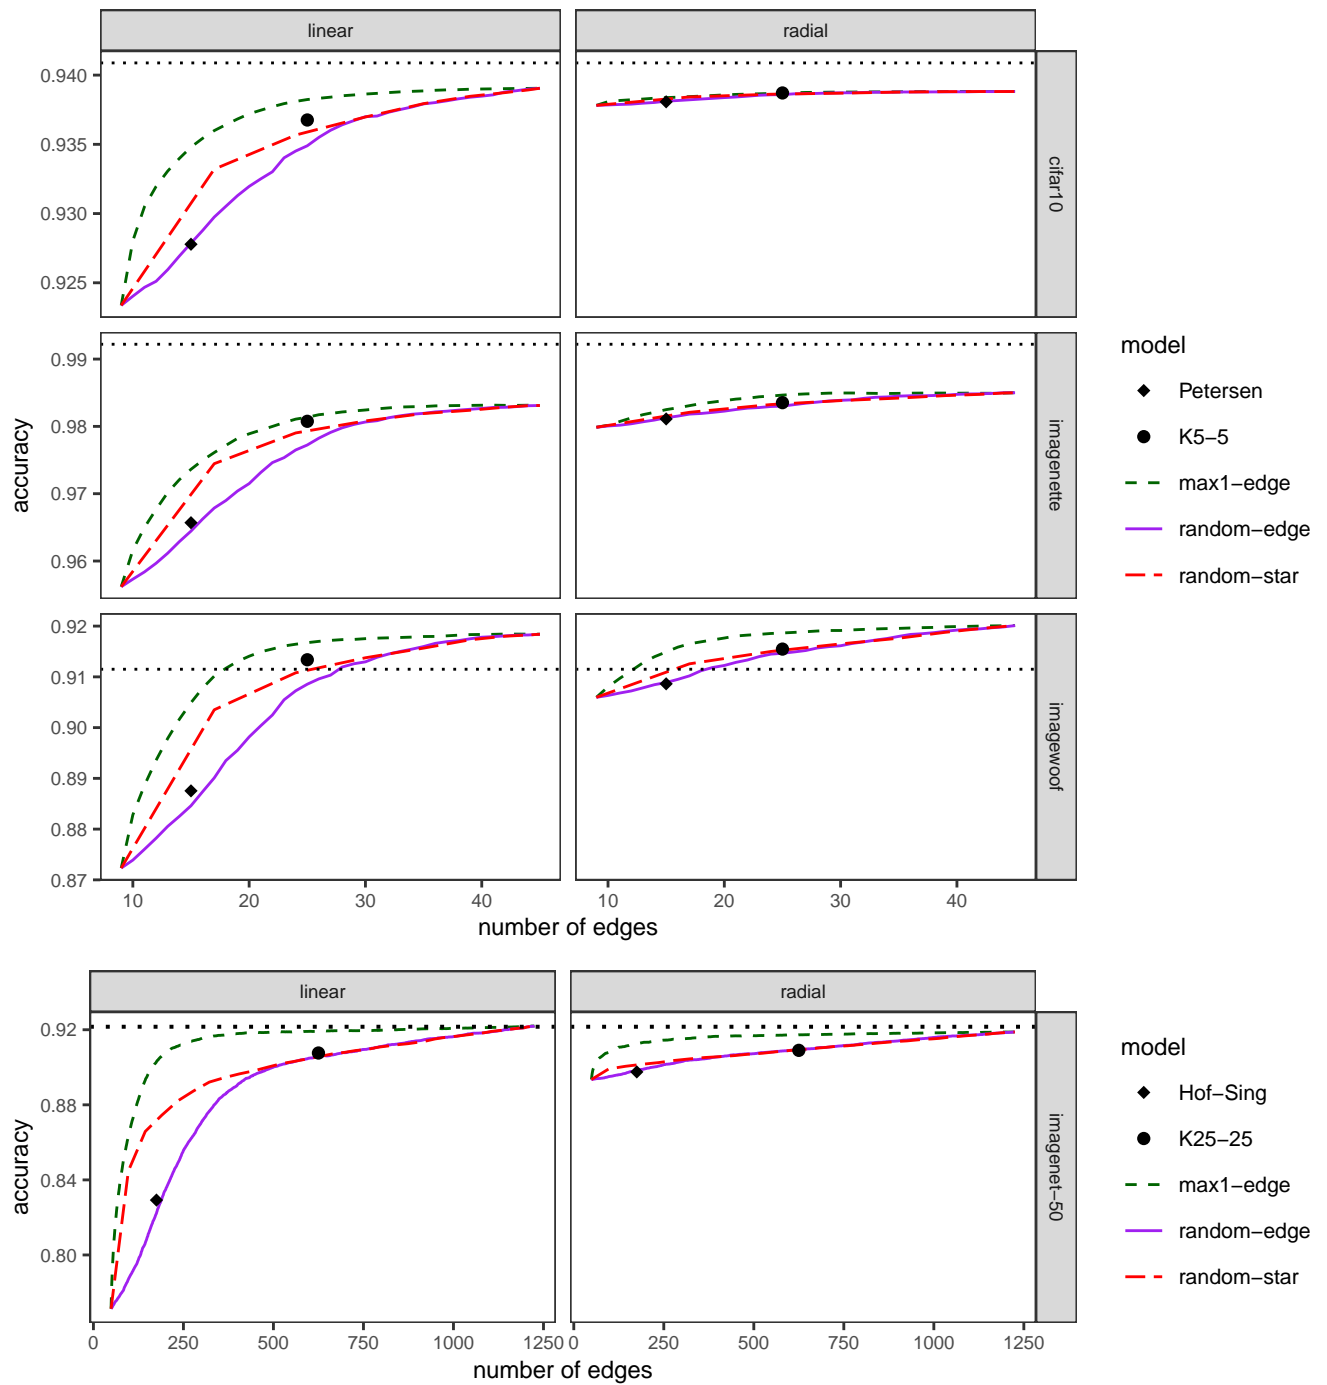 linear
radial
0.940
0.935
0.930
0.925
cifar10
0.99
0.98
0.97
0.96
imagenette
accuracy
0.92
0.91
0.90
0.89
0.88
0.87
imagewoof
10 20 30 40
10 20 30 40
number of edges
model
Petersen
K5−5
max1−edge
random−edge
random−star
linear
radial
0.92
0.88
0.84
0.80
accuracy
imagenet−50
0 250 500 750 1000 1250
0 250 500 750 1000 1250
number of edges
model
Hof−Sing
K25−25
max1−edge
random−edge
random−star